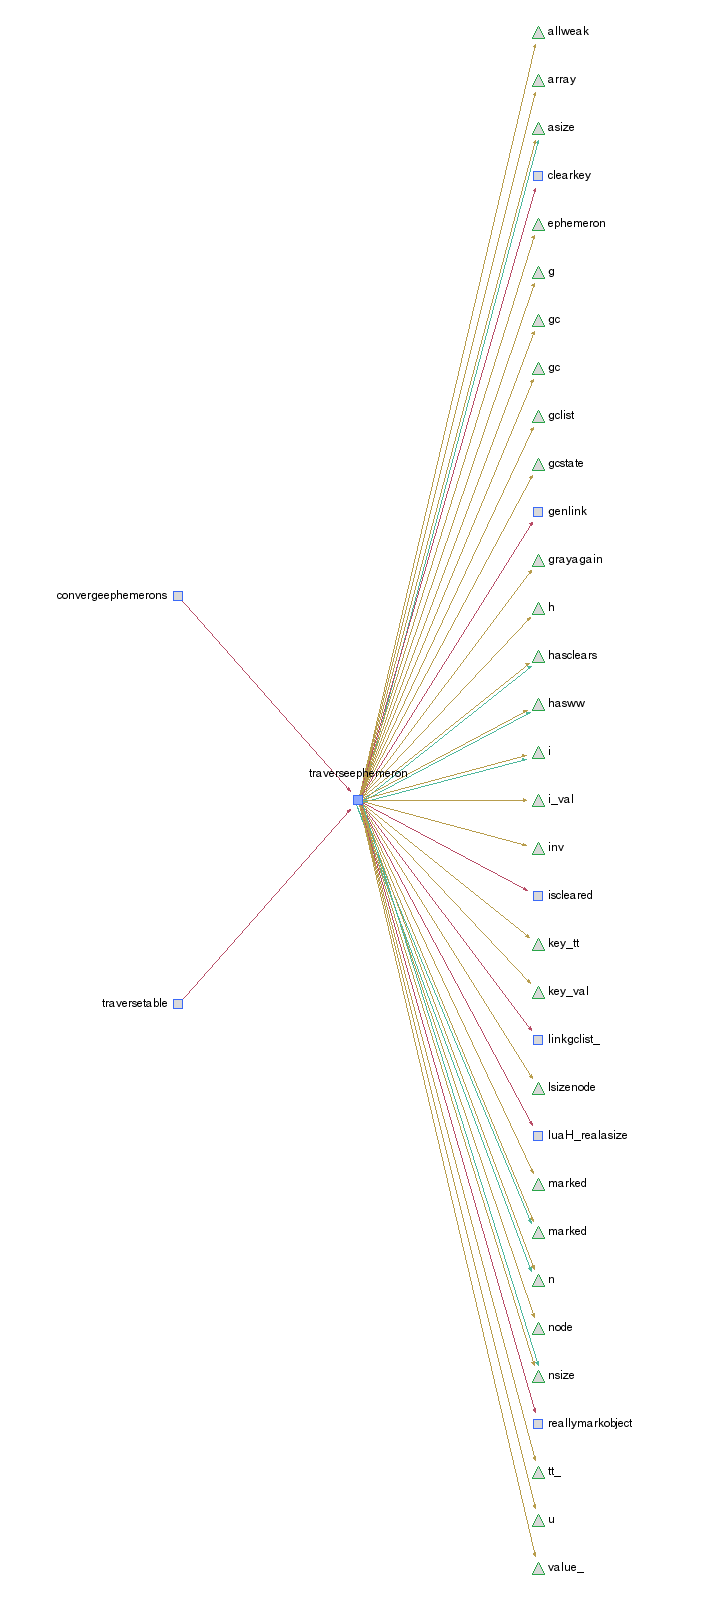 allweak
array
asize
clearkey
ephemeron
g
gc
gc
gclist
gcstate
genlink
grayagain
convergeephemerons
h
hasclears
hasww
i
traverseephemeron
i_val
inv
iscleared
key_tt
key_val
traversetable
linkgclist_
lsizenode
luaH_realasize
marked
marked
n
node
nsize
reallymarkobject
tt_
u
value_